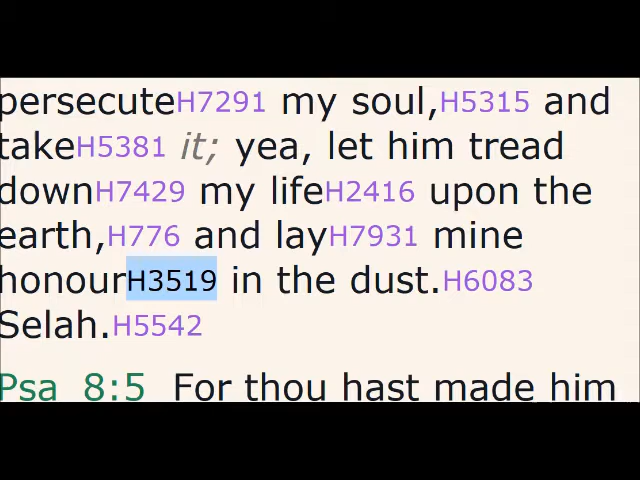 persecuteH7291 my soul,H5315 and
takeH5381 it; yea, let him tread
downH7429 my lifeH2416 upon the
earth,H776 and layH7931 mine
honourH3519 in the dust.H6083
Selah.H5542
Psa 8:5 For thou hast made him